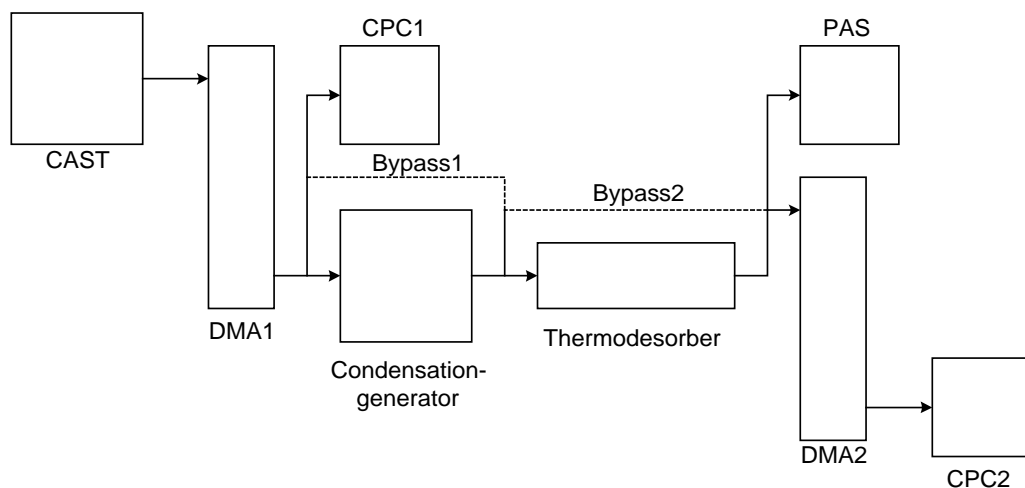 CPC1
PAS
CAST
Bypass1
Bypass2
DMA1
Thermodesorber
Condensation-
generator
DMA2
CPC2